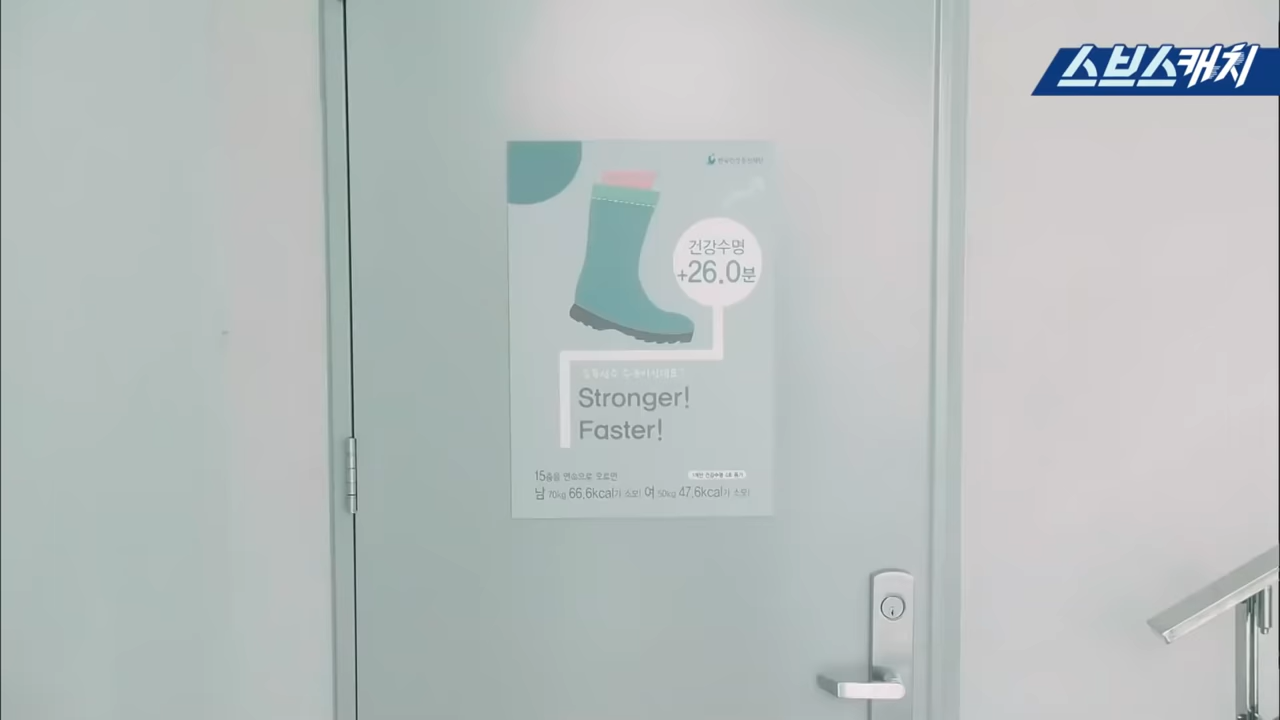 스브스캐치
건강수명
+26.0분
Stronger!
Faster!
15층을 연속으로 오르면
남 70kg 66.6kcal가 소모! 여 50kg 47.6kcal가 소모!